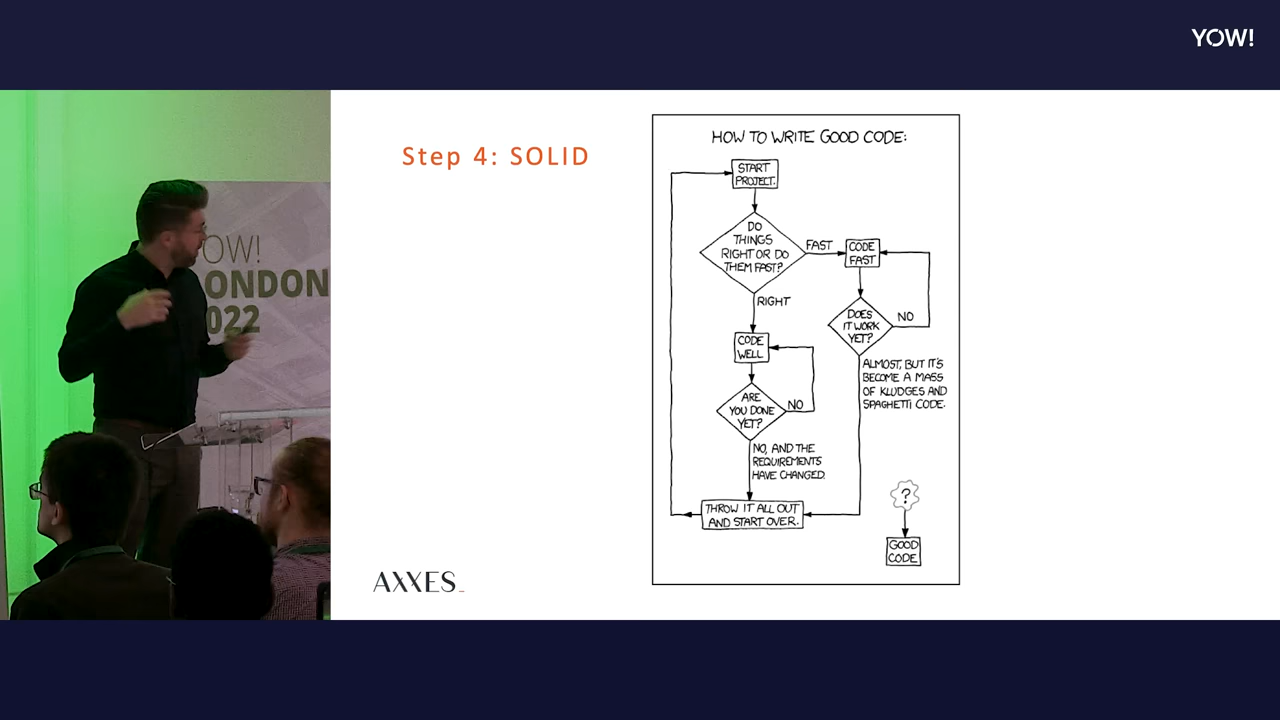 YOW!
OW!
ONDON
022
Step 4: SOLID
HOW TO WRITE GOOD CODE:
START
PROJECT.
DO
THINGS
RIGHT OR DO
THEM FAST?
FAST
CODE
FAST
RIGHT
DOES
IT WORK
YET?
NO
CODE
WELL
ALMOST, BUT IT'S
BECOME A MASS
OF KLUDGES AND
SPAGHETTI CODE.
ARE
YOU DONE
YET?
NO
NO, AND THE
REQUIREMENTS
HAVE CHANGED.
THROW IT ALL OUT
AND START OVER.
?
GOOD
CODE
AXXES_